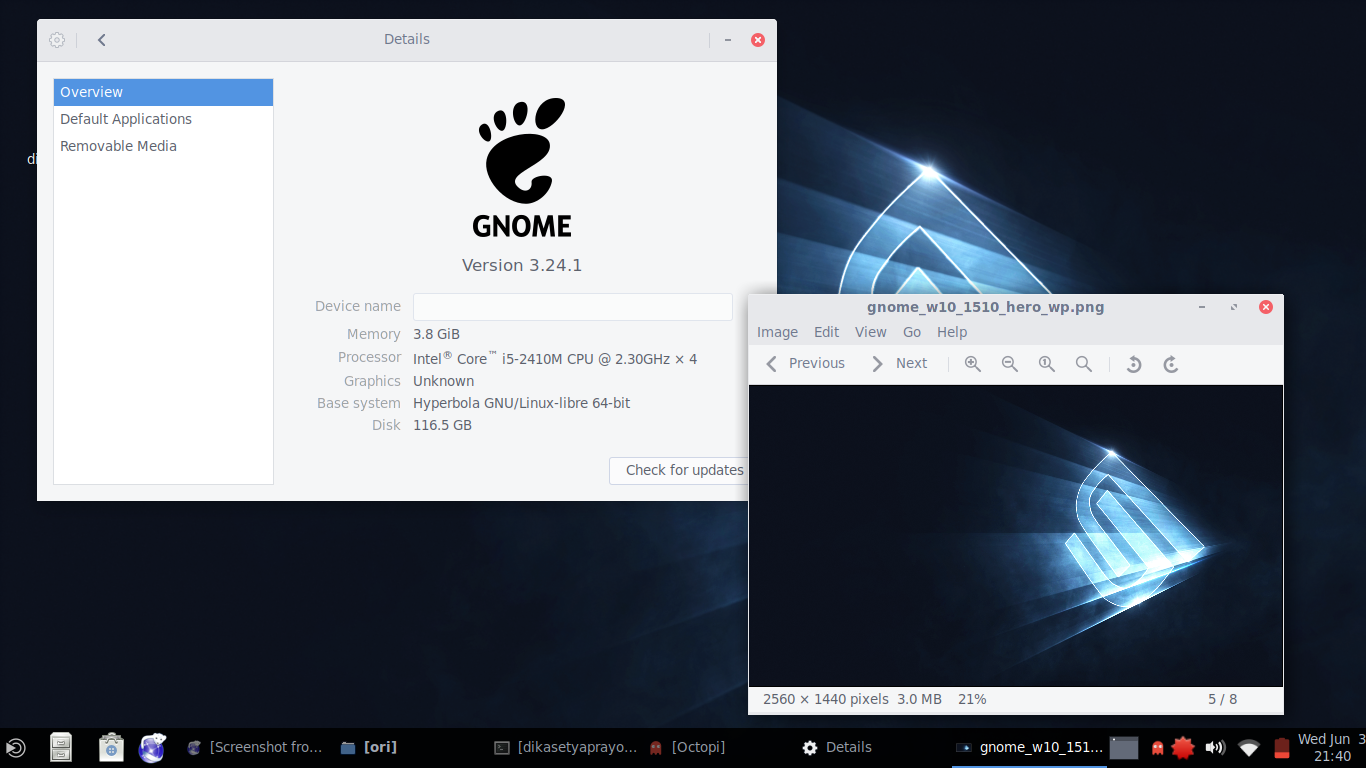 Details
Overview
Default Applications
Removable Media
GNOME
Version 3.24.1
Device name
Memory 3.8 GiB
Processor Intel® Core™ i5-2410M CPU @ 2.30GHz × 4
Graphics Unknown
Base system Hyperbola GNU/Linux-libre 64-bit
Disk 116.5 GB
Check for updates
di
gnome_w10_1510_hero_wp.png
Image Edit View Go Help
Previous Next
2560 × 1440 pixels 3.0 MB 21% 5 / 8
[Screenshot fro... [ori] [dikasetyaprayo... [Octopi] Details gnome_w10_151... Wed Jun 3
21:40